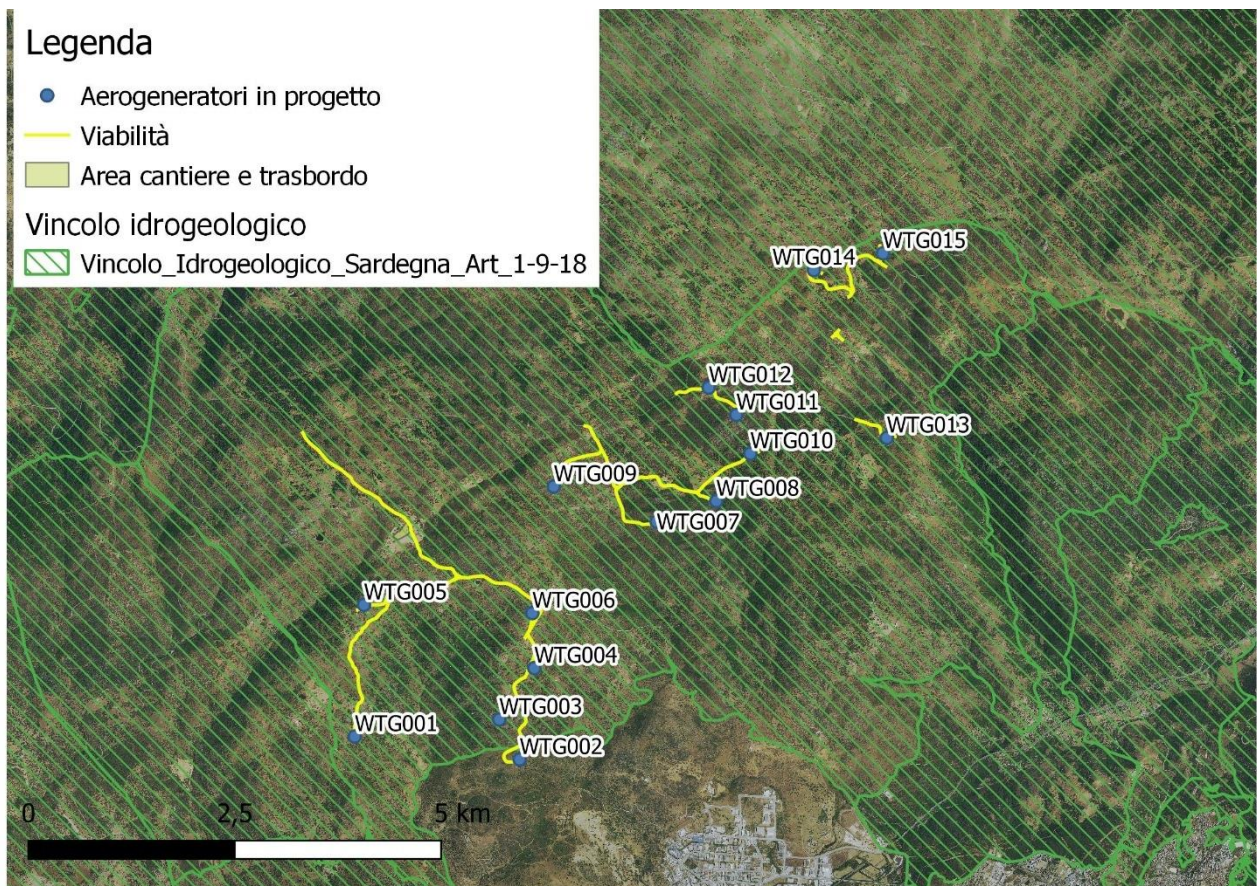 Legenda
Aerogeneratori in progetto
Viabilità
Area cantiere e trasbordo
Vincolo idrogeologico
Vincolo_Idrogeologico_Sardegna_Art_1-9-18
WTG015
WTG014
WTG012
WTG011
WTG013
WTG010
WTG009
WTG008
WTG007
WTG005
WTG006
WTG004
WTG003
WTG001
WTG002
0 2,5 5 km